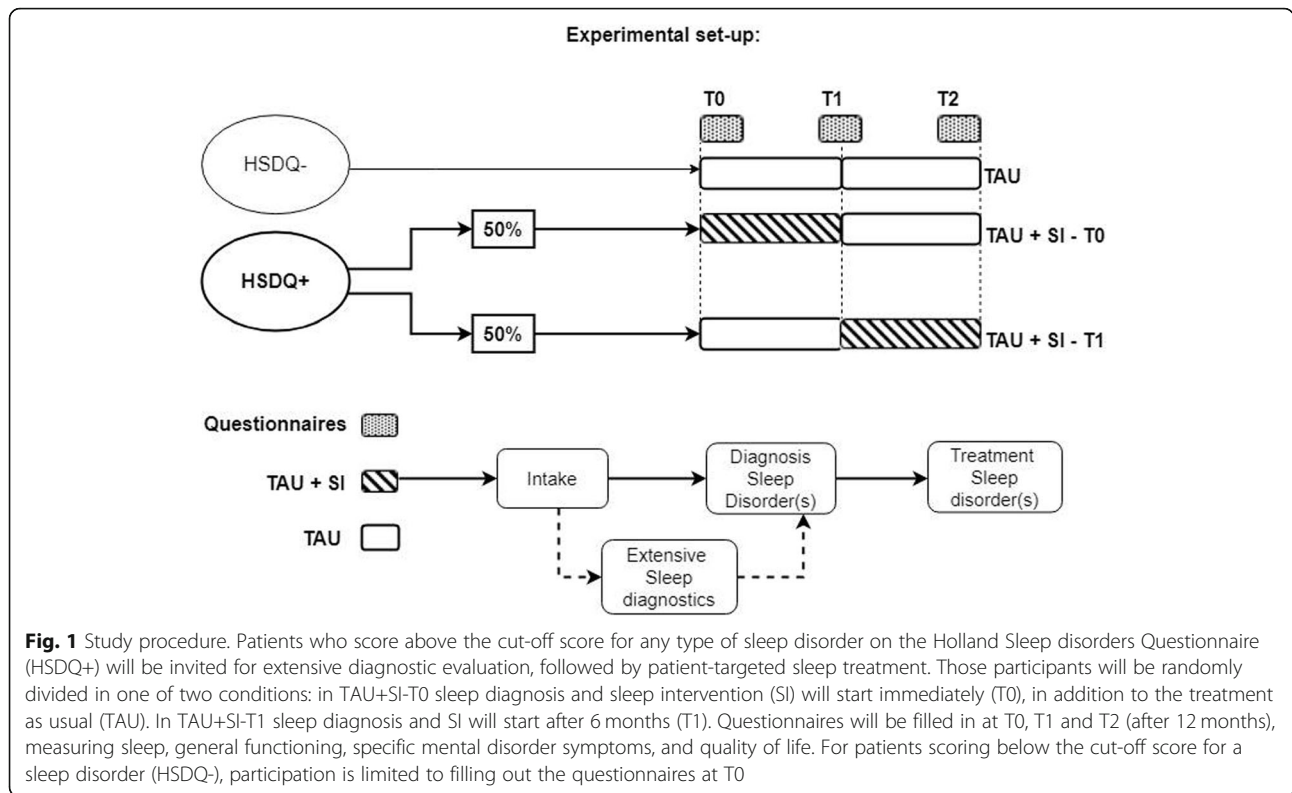 Experimental set-up:
T0 T1 T2
HSDQ-
TAU
50%
TAU + SI - T0
HSDQ+
50%
TAU + SI - T1
Questionnaires
TAU + SI
Intake
Diagnosis
Sleep
Disorder(s)
Treatment
Sleep
disorder(s)
TAU
Extensive
Sleep
diagnostics
Fig. 1 Study procedure. Patients who score above the cut-off score for any type of sleep disorder on the Holland Sleep disorders Questionnaire
(HSDQ+) will be invited for extensive diagnostic evaluation, followed by patient-targeted sleep treatment. Those participants will be randomly
divided in one of two conditions: in TAU+SI-T0 sleep diagnosis and sleep intervention (SI) will start immediately (T0), in addition to the treatment
as usual (TAU). In TAU+SI-T1 sleep diagnosis and SI will start after 6 months (T1). Questionnaires will be filled in at T0, T1 and T2 (after 12 months),
measuring sleep, general functioning, specific mental disorder symptoms, and quality of life. For patients scoring below the cut-off score for a
sleep disorder (HSDQ-), participation is limited to filling out the questionnaires at T0